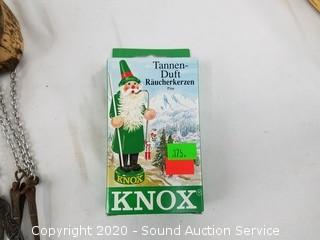 Tannen-
Duft
Räucherkerzen
Pine
375.
KNOX
KNOX
Copyright 2020 - Sound Auction Service